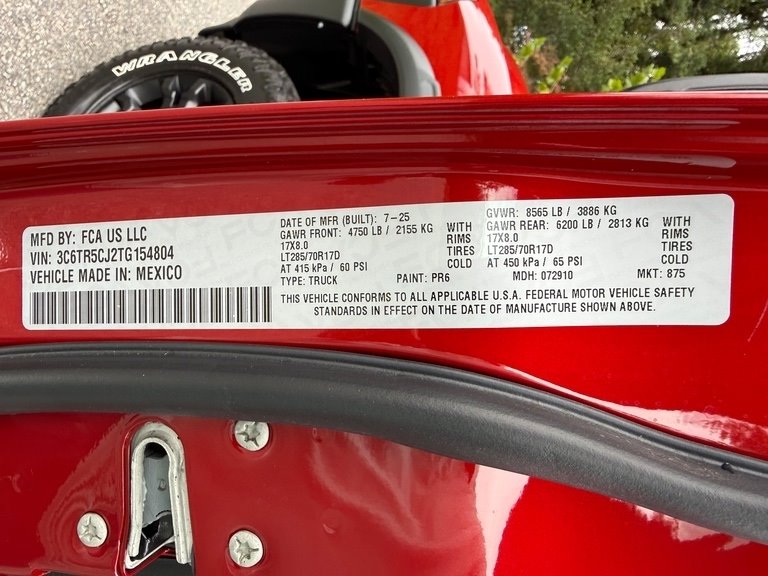 WRANGLER
MFD BY: FCA US LLC
VIN: 3C6TR5CJ2TG154804
VEHICLE MADE IN: MEXICO
DATE OF MFR (BUILT): 7-25
GAWR FRONT: 4750 LB / 2155 KG WITH
17X8.0 RIMS
LT285/70R17D TIRES
AT 415 kPa / 60 PSI COLD
TYPE: TRUCK PAINT: PR6
GVWR: 8565 LB / 3886 KG
GAWR REAR: 6200 LB / 2813 KG WITH
17X8.0 RIMS
LT285/70R17D TIRES
AT 450 kPa / 65 PSI COLD
MDH: 072910 MKT: 875
THIS VEHICLE CONFORMS TO ALL APPLICABLE U.S.A. FEDERAL MOTOR VEHICLE SAFETY
STANDARDS IN EFFECT ON THE DATE OF MANUFACTURE SHOWN ABOVE.